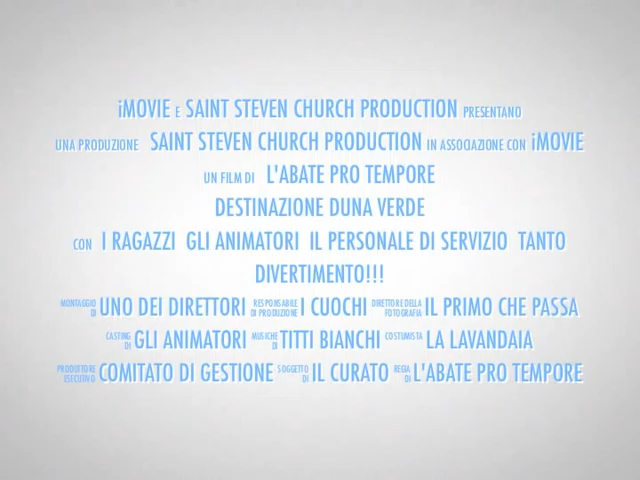 iMOVIE E SAINT STEVEN CHURCH PRODUCTION PRESENTANO
UNA PRODUZIONE SAINT STEVEN CHURCH PRODUCTION IN ASSOCIAZIONE CON iMOVIE
UN FILM DI L'ABATE PRO TEMPORE
DESTINAZIONE DUNA VERDE
CON I RAGAZZI GLI ANIMATORI IL PERSONALE DI SERVIZIO TANTO
DIVERTIMENTO!!!
MONTAGGIO DI UNO DEI DIRETTORI RESPONSABILE DI PRODUZIONE I CUOCHI DIRETTORE DELLA FOTOGRAFIA IL PRIMO CHE PASSA
CASTING DI GLI ANIMATORI MUSICHE DI TITTI BIANCHI COSTUMISTA LA LAVANDAIA
PRODUTTORE ESECUTIVO COMITATO DI GESTIONE SOGGETTO DI IL CURATO REGIA DI L'ABATE PRO TEMPORE